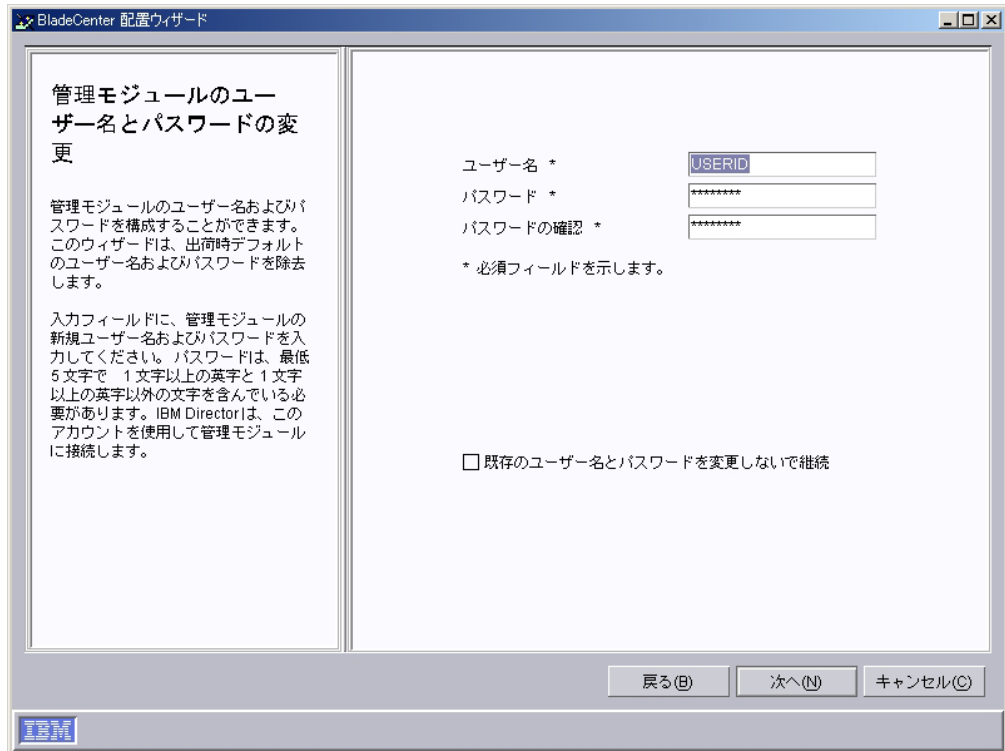 BladeCenter 配置ウィザード
管理モジュールのユー
ザー名とパスワードの変
更
管理モジュールのユーザー名およびパ
スワードを構成することができます。
このウィザードは、出荷時デフォルト
のユーザー名およびパスワードを除去
します。
入力フィールドに、管理モジュールの
新規ユーザー名およびパスワードを入
力してください。パスワードは、最低
5 文字で　1 文字以上の英字と 1 文字
以上の英字以外の文字を含んでいる必
要があります。IBM Directorは、この
アカウントを使用して管理モジュール
に接続します。
ユーザー名 * USERID
パスワード * ********
パスワードの確認 * ********
* 必須フィールドを示します。
既存のユーザー名とパスワードを変更しないで継続
戻る(B) 次へ(N) キャンセル(C)
IBM